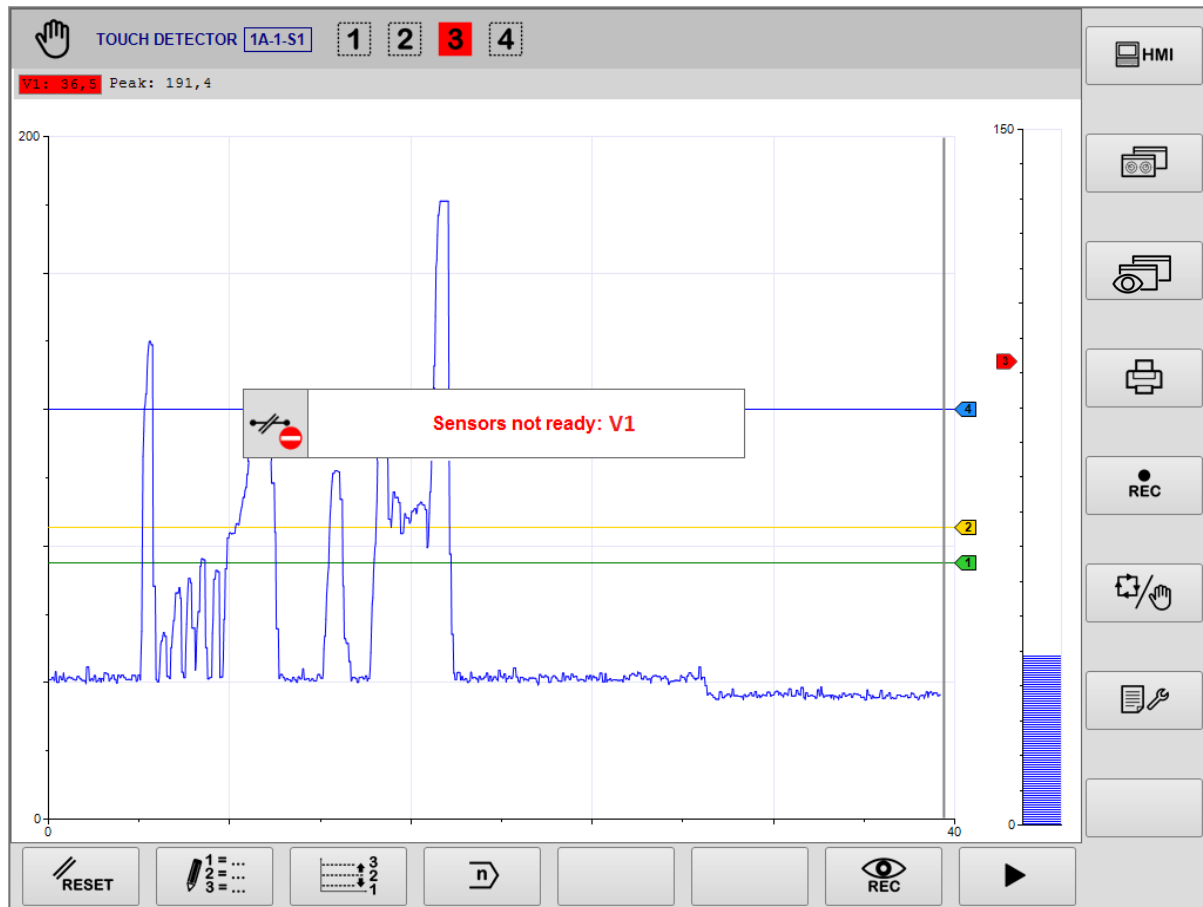 TOUCH DETECTOR 1A-1-S1 1 2 3 4
HMI
V1: 36,5 Peak: 191,4
200
150
3
4
Sensors not ready: V1
REC
2
1
0
0
0
40
RESET
1 = ...
2 = ...
3 = ...
3
2
1
n
REC